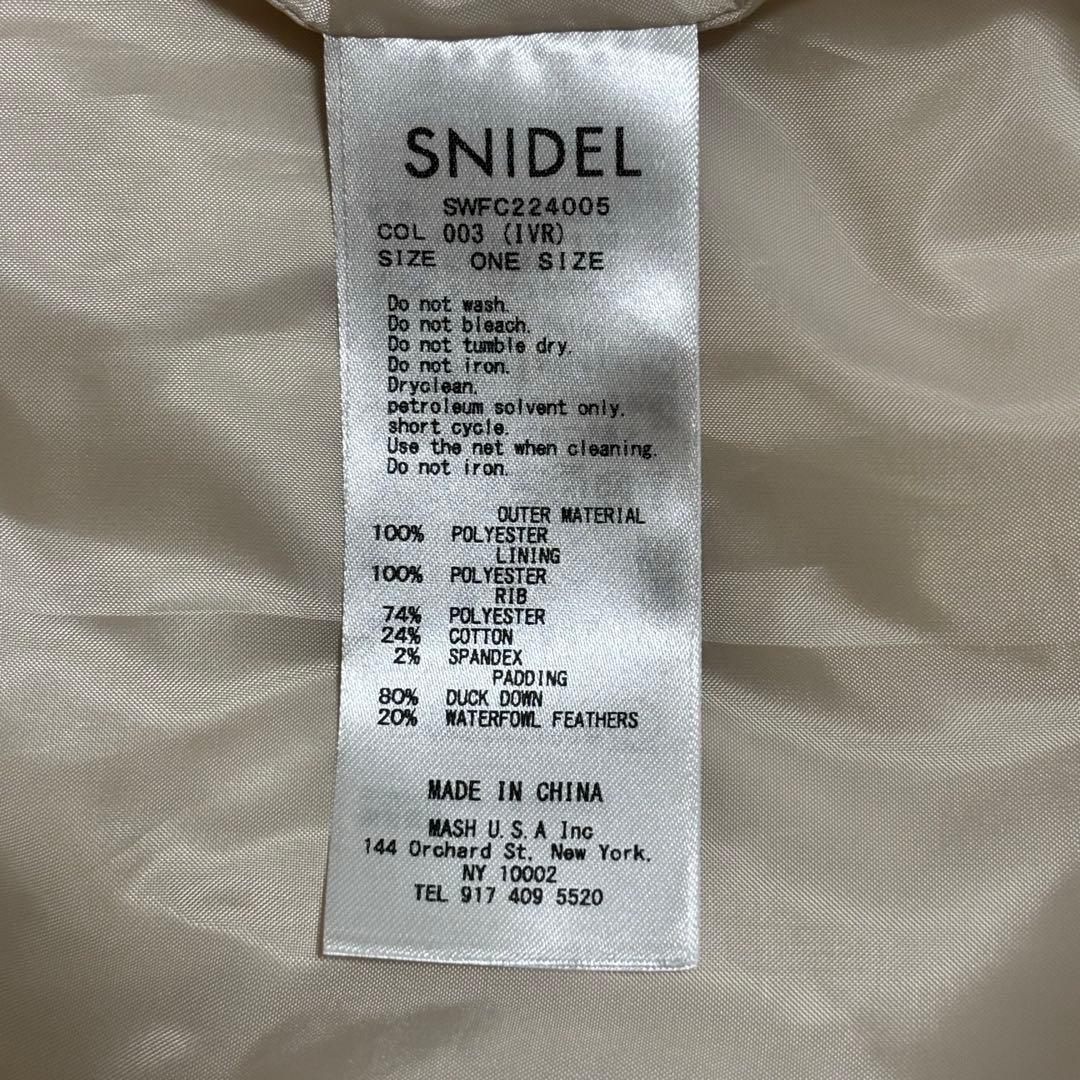 SNIDEL
SWFC224005
COL 003 (IVR)
SIZE ONE SIZE
Do not wash.
Do not bleach.
Do not tumble dry.
Do not iron.
Dryclean.
petroleum solvent only.
short cycle.
Use the net when cleaning.
Do not iron.
OUTER MATERIAL
100% POLYESTER
LINING
100% POLYESTER
RIB
74% POLYESTER
24% COTTON
2% SPANDEX
PADDING
80% DUCK DOWN
20% WATERFOWL FEATHERS
MADE IN CHINA
MASH U.S.A Inc
144 Orchard St. New York.
NY 10002
TEL 917 409 5520